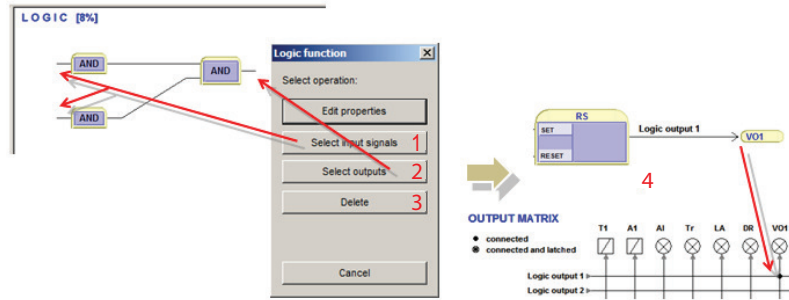 LOGIC [8%]
AND
AND
AND
Logic function
Select operation:
Edit properties
Select input signals 1
Select outputs 2
Delete 3
Cancel
RS
SET
RESET
Logic output 1
VO1
4
OUTPUT MATRIX
connected
connected and latched
T1 A1 Al Tr LA DR VO1
Logic output 1
Logic output 2